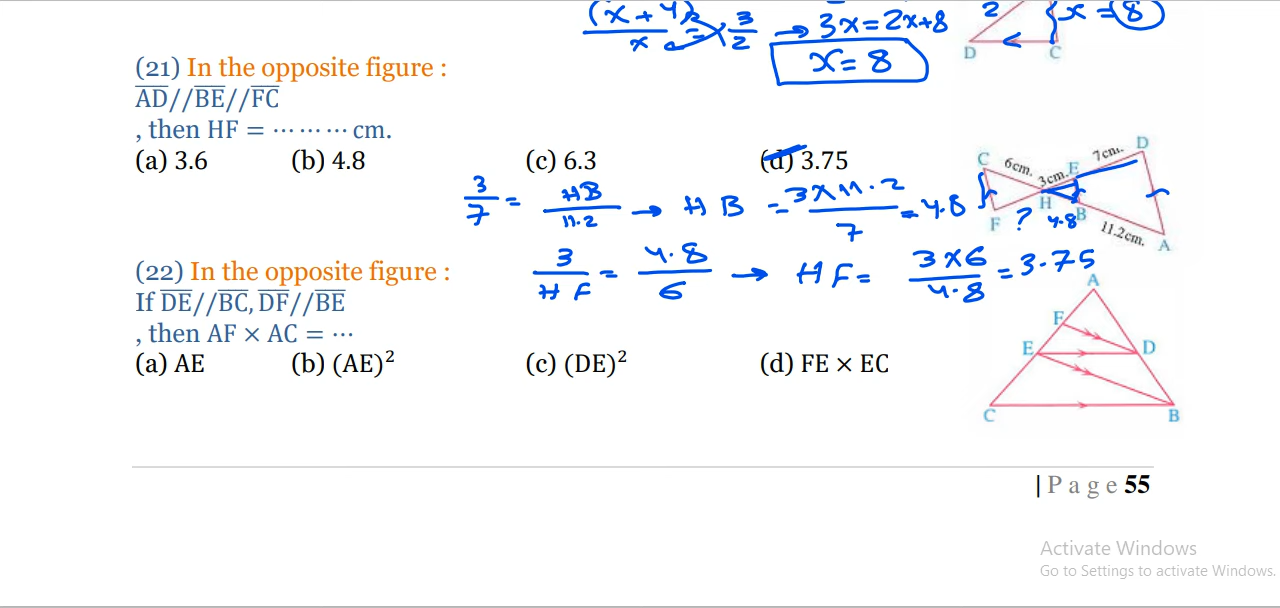 (x + 4) / x = 3 / 2 → 3x = 2x+8
x = 8
2
x = 8
D C
(21) In the opposite figure :
AD//BE//FC
, then HF = ⋯ ⋯ ⋯ cm.
(a) 3.6 (b) 4.8 (c) 6.3 (d) 3.75
C 6cm. 3cm. E 7cm. D
F ? H 4.8 B 11.2cm. A
3/7 = HB/11.2 → HB = 3×11.2/7 = 4.8
3/HF = 4.8/6 → HF = 3×6/4.8 = 3.75
(22) In the opposite figure :
If DE//BC, DF//BE
, then AF × AC = ⋯
(a) AE (b) (AE)² (c) (DE)² (d) FE × EC
A
F
E D
C B
| Page 55
Activate Windows
Go to Settings to activate Windows.